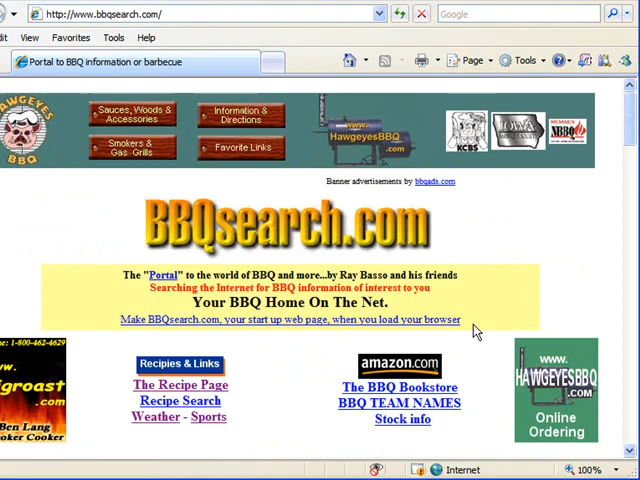 http://www.bbqsearch.com/
Google
View Favorites Tools Help
Portal to BBQ information or barbecue
Page Tools
HAWGEYES
BBQ
Sauces, Woods &
Accessories
Information &
Directions
Smokers &
Gas Grills
Favorite Links
www.
HawgeyesBBQ
.com
KCBS
IOWA
MEMBER
NBBQA
Banner advertisements by bbqads.com
BBQsearch.com
The "Portal" to the world of BBQ and more...by Ray Basso and his friends
Searching the Internet for BBQ information of interest to you
Your BBQ Home On The Net.
Make BBQsearch.com, your start up web page, when you load your browser
e: 1-800-462-4629
w.
igroast
.com
Ben Lang
oker Cooker
Recipies & Links
The Recipe Page
Recipe Search
Weather - Sports
amazon.com
The BBQ Bookstore
BBQ TEAM NAMES
Stock info
www.
HAWGEYESBBQ
.COM
Online
Ordering
Internet
100%